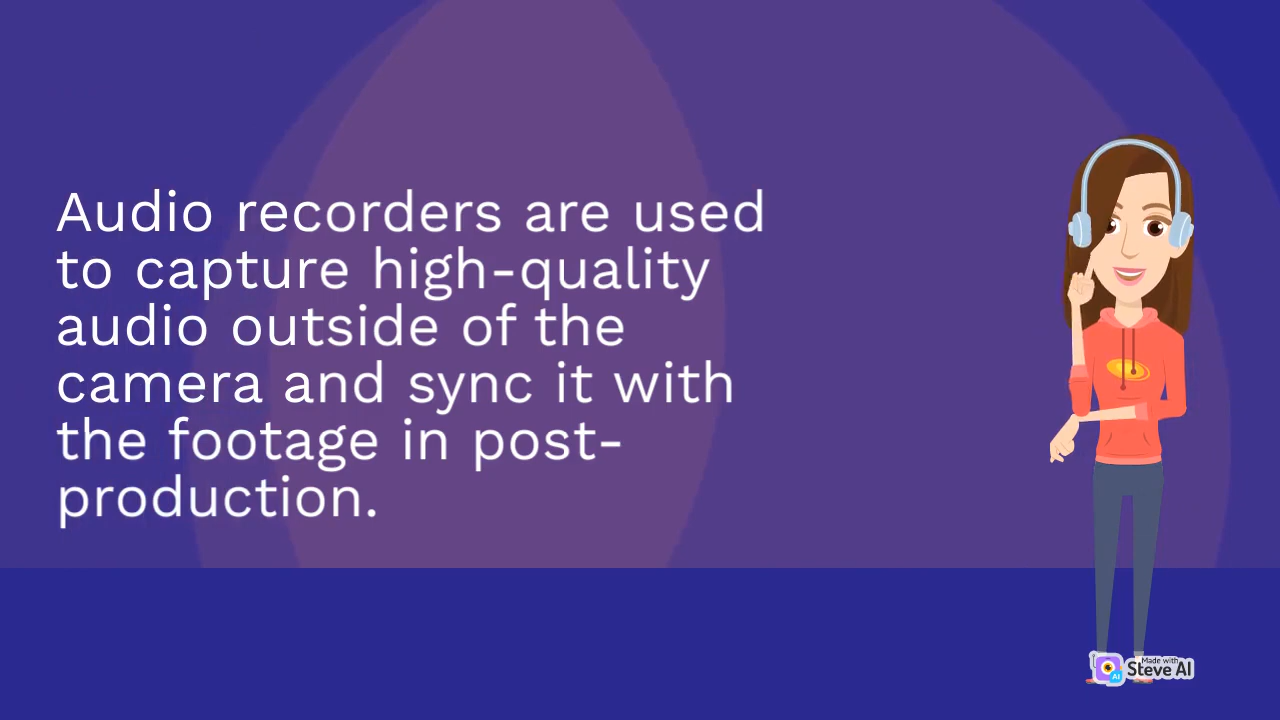 Audio recorders are used
to capture high-quality
audio outside of the
camera and sync it with
the footage in post-
production.
Made with
Steve AI
AI